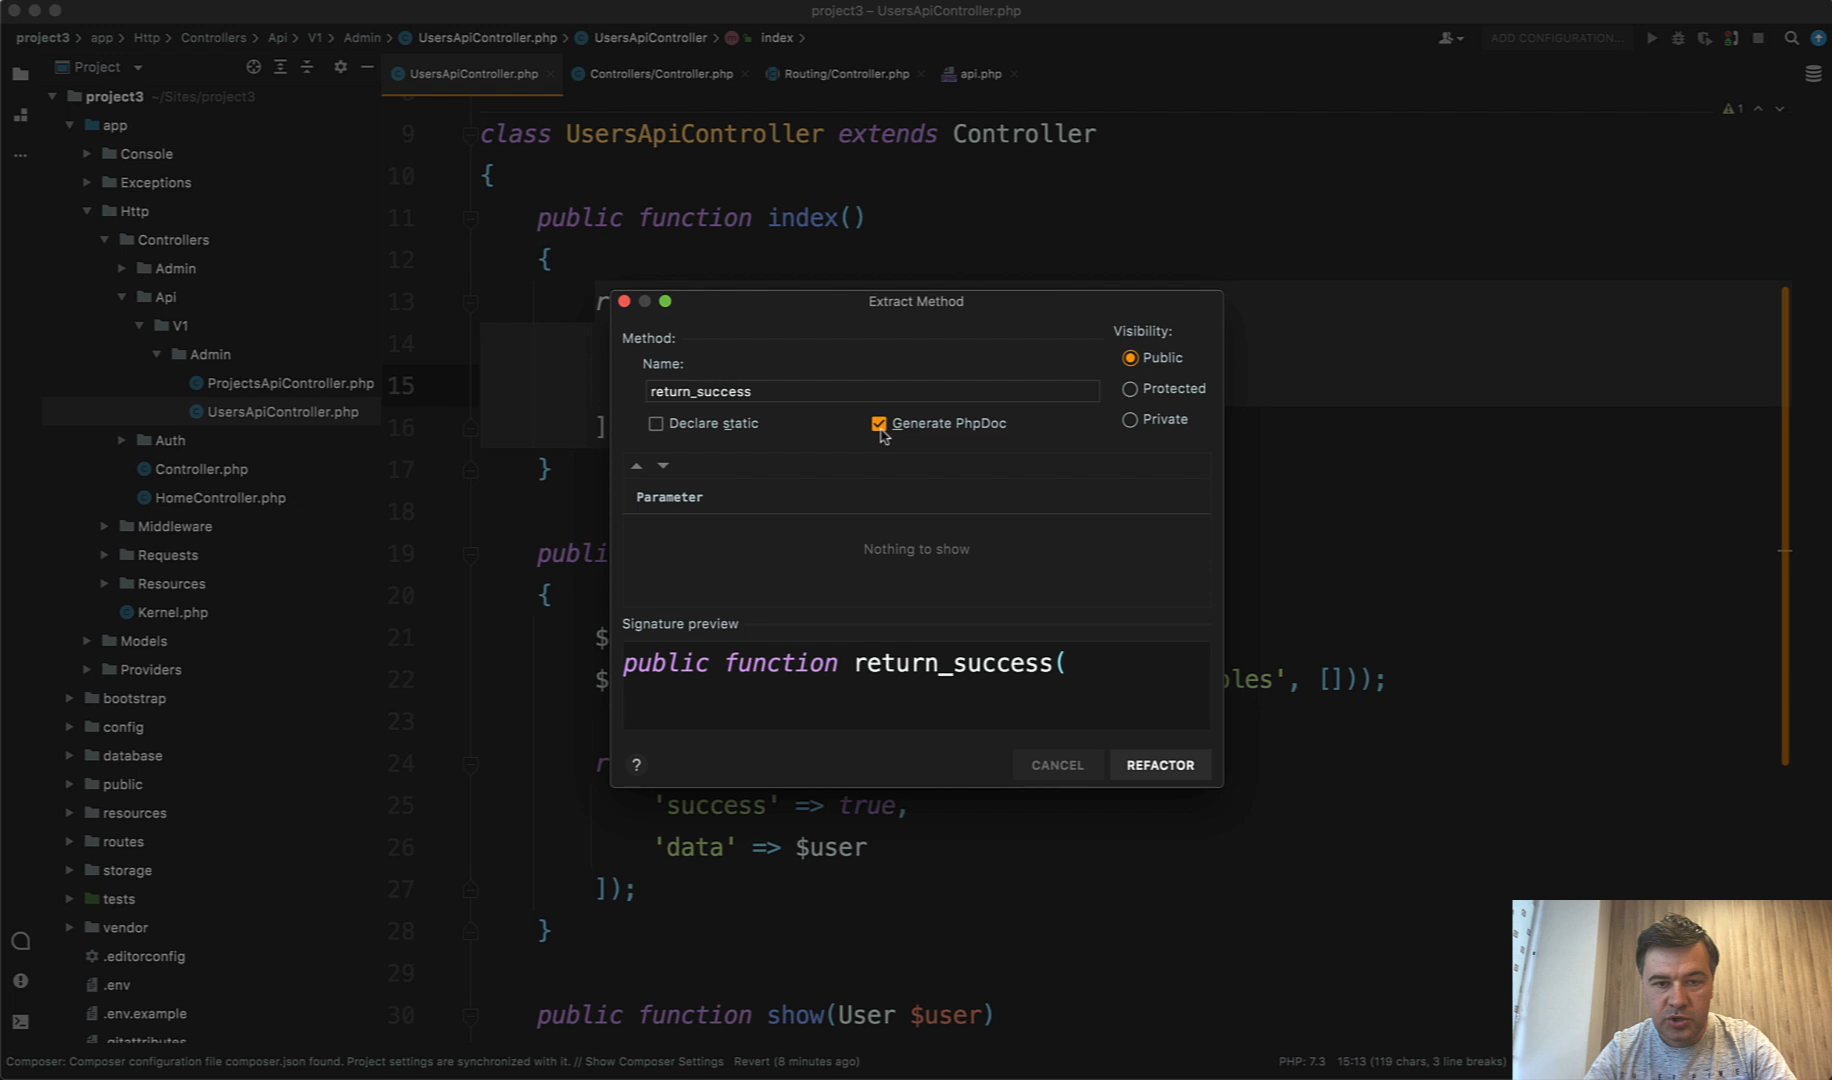 project3 – UsersApiController.php
project3 > app > Http > Controllers > Api > V1 > Admin > UsersApiController.php > UsersApiController > index >
ADD CONFIGURATION...
Project
UsersApiController.php
Controllers/Controller.php
Routing/Controller.php
api.php
project3 ~/Sites/project3
app
Console
Exceptions
Http
Controllers
Admin
Api
V1
Admin
ProjectsApiController.php
UsersApiController.php
Auth
Controller.php
HomeController.php
Middleware
Requests
Resources
Kernel.php
Models
Providers
bootstrap
config
database
public
resources
routes
storage
tests
vendor
.editorconfig
.env
.env.example
.gitattributes
1
9 class UsersApiController extends Controller
10 {
11 public function index()
12 {
13 r
14
15
16 ]
17 }
18
19 publi
20 {
21 $
22 $ oles', []));
23
24 r
25 'success' => true,
26 'data' => $user
27 ]);
28 }
29
30 public function show(User $user)
Extract Method
Method:
Name:
return_success
Declare static
Generate PhpDoc
Visibility:
Public
Protected
Private
Parameter
Nothing to show
Signature preview
public function return_success(
?
CANCEL
REFACTOR
Composer: Composer configuration file composer.json found. Project settings are synchronized with it. // Show Composer Settings Revert (8 minutes ago)
PHP: 7.3 15:13 (119 chars, 3 line breaks)